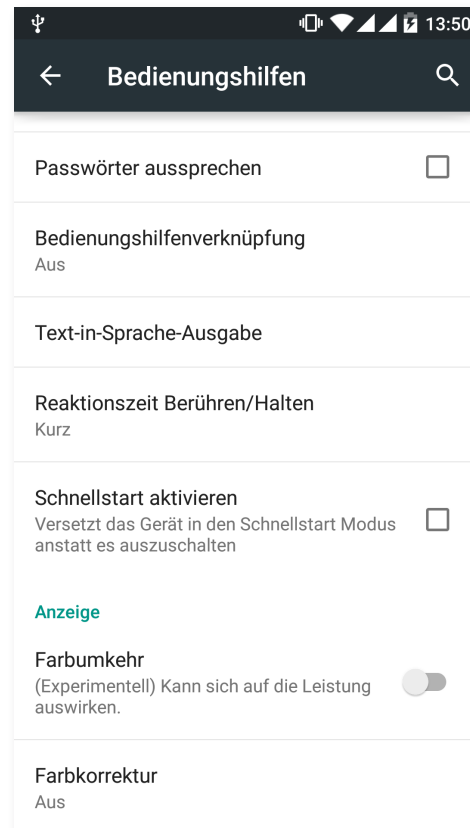 13:50
Bedienungshilfen
Passwörter aussprechen
Bedienungshilfenverknüpfung
Aus
Text-in-Sprache-Ausgabe
Reaktionszeit Berühren/Halten
Kurz
Schnellstart aktivieren
Versetzt das Gerät in den Schnellstart Modus
anstatt es auszuschalten
Anzeige
Farbumkehr
(Experimentell) Kann sich auf die Leistung
auswirken.
Farbkorrektur
Aus